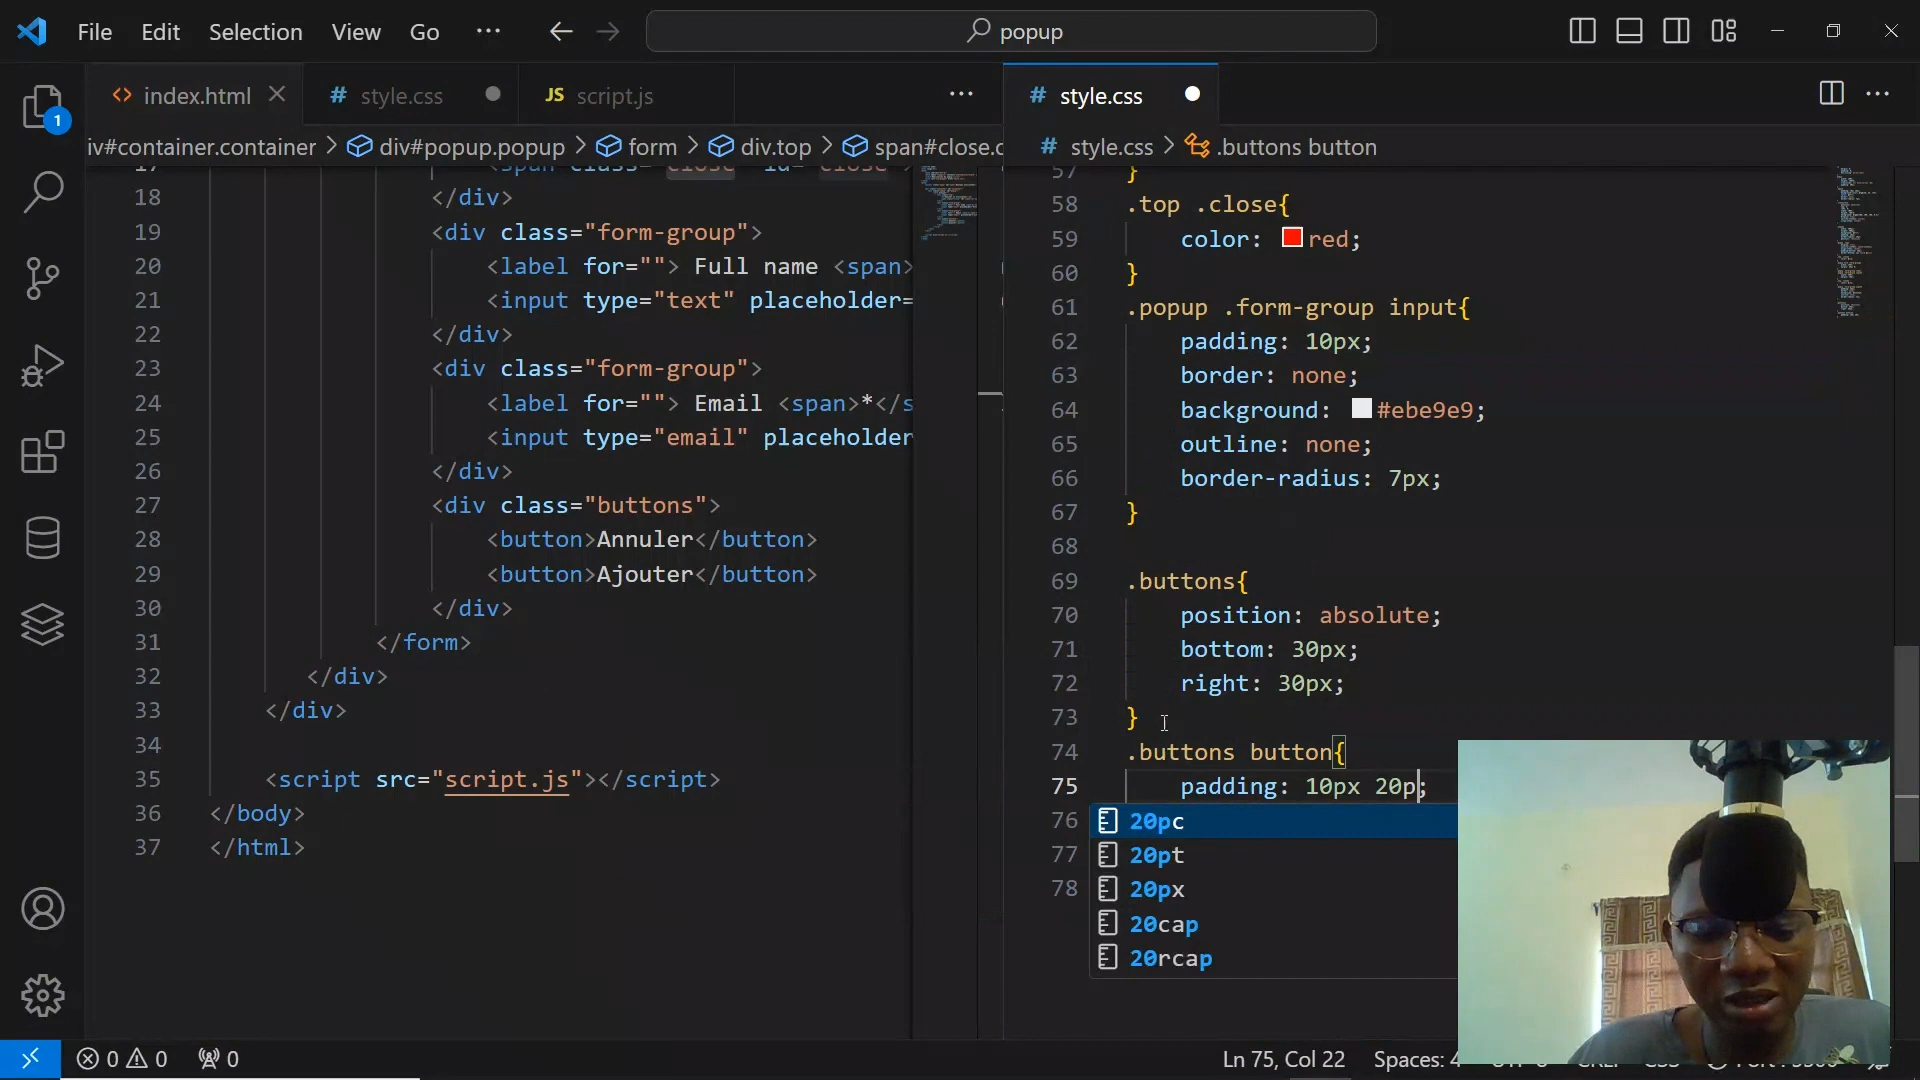 File Edit Selection View Go ··· popup
index.html style.css JS script.js ···
# style.css
iv#container.container > div#popup.popup > form > div.top > span#close.c
# style.css > .buttons button
18 </div>
19 <div class="form-group">
20 <label for=""> Full name <span>
21 <input type="text" placeholder=
22 </div>
23 <div class="form-group">
24 <label for=""> Email <span>*</s
25 <input type="email" placeholder
26 </div>
27 <div class="buttons">
28 <button>Annuler</button>
29 <button>Ajouter</button>
30 </div>
31 </form>
32 </div>
33 </div>
34
35 <script src="script.js"></script>
36 </body>
37 </html>
57 }
58 .top .close{
59 color: red;
60 }
61 .popup .form-group input{
62 padding: 10px;
63 border: none;
64 background: #ebe9e9;
65 outline: none;
66 border-radius: 7px;
67 }
68
69 .buttons{
70 position: absolute;
71 bottom: 30px;
72 right: 30px;
73 }
74 .buttons button{
75 padding: 10px 20p;
76 20pc
77 20pt
78 20px
20cap
20rcap
1
0 0 0
Ln 75, Col 22 Spaces: 4